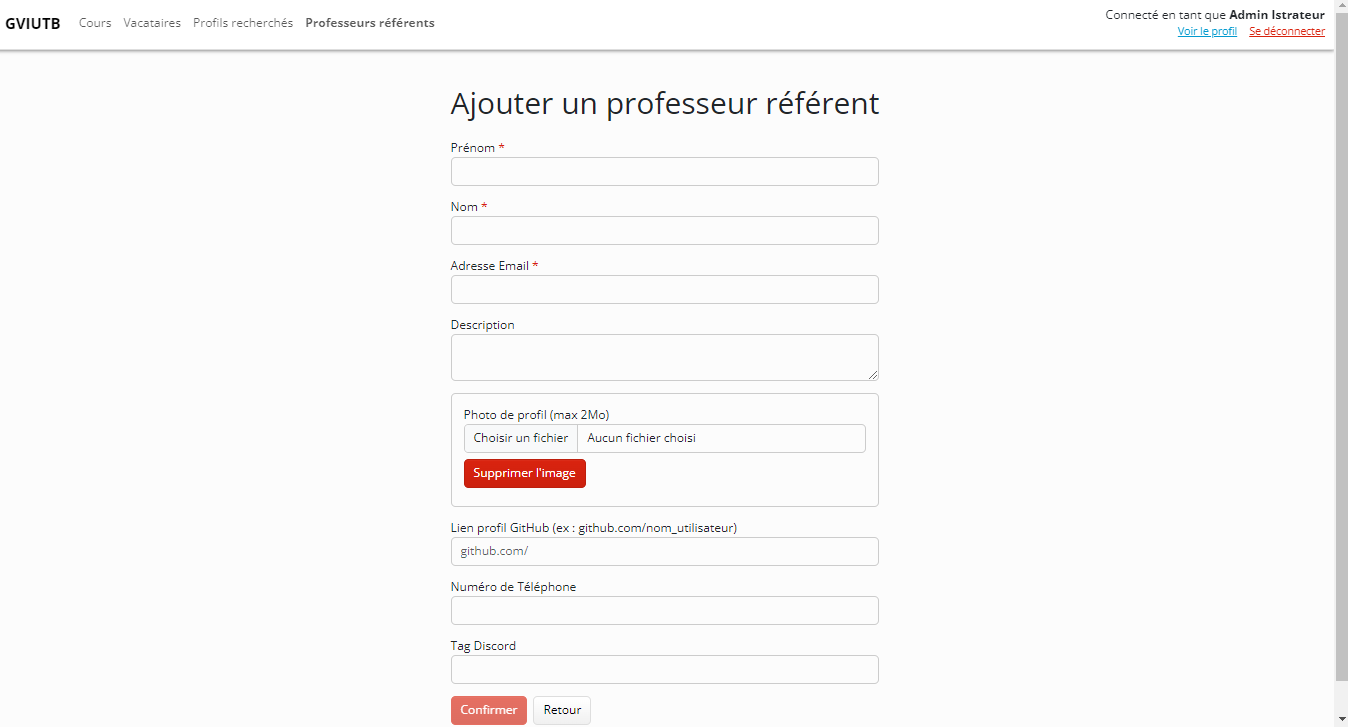 GVIUTB Cours Vacataires Profils recherchés Professeurs référents
Connecté en tant que Admin Istrateur
Voir le profil Se déconnecter
Ajouter un professeur référent
Prénom *
Nom *
Adresse Email *
Description
Photo de profil (max 2Mo)
Choisir un fichier Aucun fichier choisi
Supprimer l'image
Lien profil GitHub (ex : github.com/nom_utilisateur)
github.com/
Numéro de Téléphone
Tag Discord
Confirmer Retour